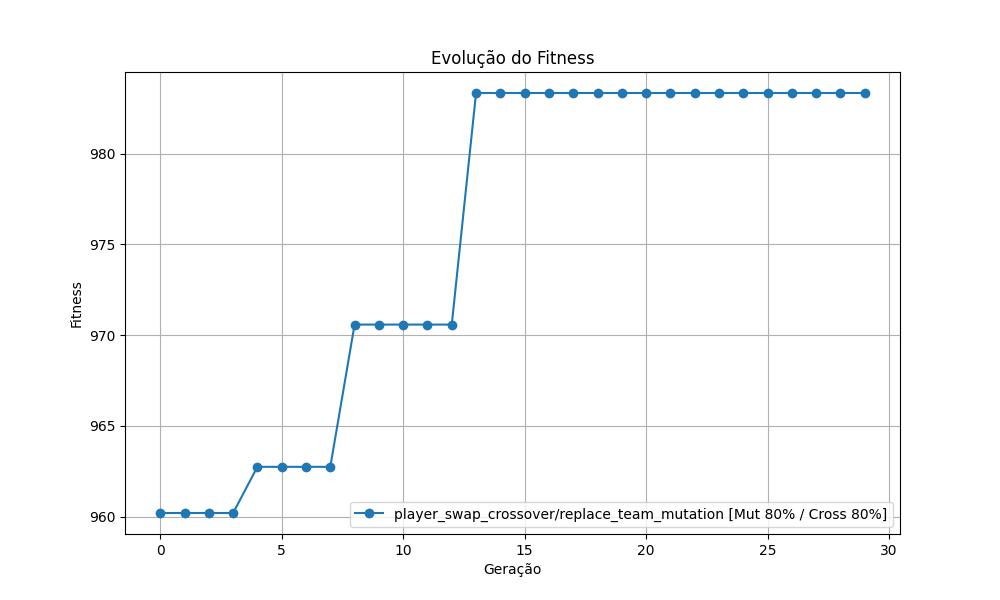 Evolução do Fitness
Fitness
980
975
970
965
960
player_swap_crossover/replace_team_mutation [Mut 80% / Cross 80%]
0 5 10 15 20 25 30
Geração